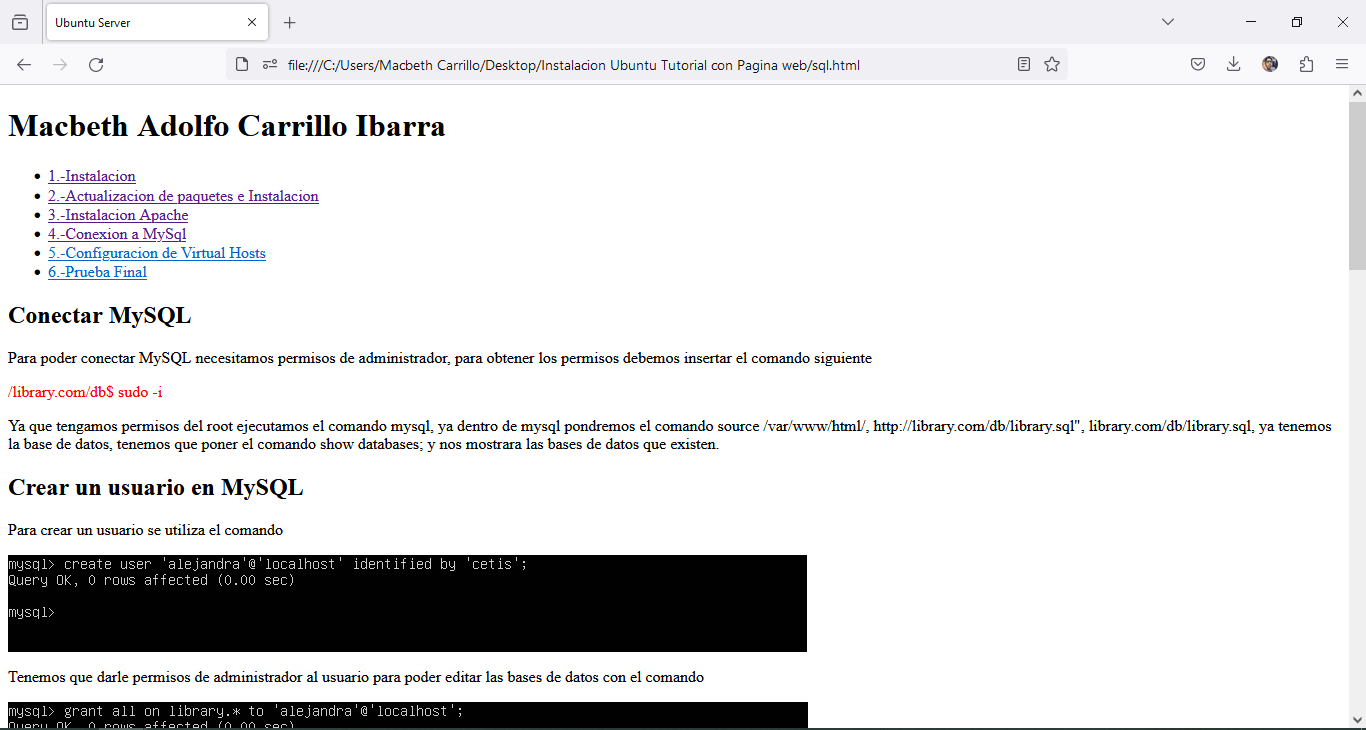 Ubuntu Server
file:///C:/Users/Macbeth Carrillo/Desktop/Instalacion Ubuntu Tutorial con Pagina web/sql.html
Macbeth Adolfo Carrillo Ibarra
1.-Instalacion
2.-Actualizacion de paquetes e Instalacion
3.-Instalacion Apache
4.-Conexion a MySql
5.-Configuracion de Virtual Hosts
6.-Prueba Final
Conectar MySQL
Para poder conectar MySQL necesitamos permisos de administrador, para obtener los permisos debemos insertar el comando siguiente
/library.com/db$ sudo -i
Ya que tengamos permisos del root ejecutamos el comando mysql, ya dentro de mysql pondremos el comando source /var/www/html/, http://library.com/db/library.sql", library.com/db/library.sql, ya tenemos
la base de datos, tenemos que poner el comando show databases; y nos mostrara las bases de datos que existen.
Crear un usuario en MySQL
Para crear un usuario se utiliza el comando
mysql> create user 'alejandra'@'localhost' identified by 'cetis';
Query OK, 0 rows affected (0.00 sec)
mysql>
Tenemos que darle permisos de administrador al usuario para poder editar las bases de datos con el comando
mysql> grant all on library.* to 'alejandra'@'localhost';
Query OK, 0 rows affected (0.00 sec)